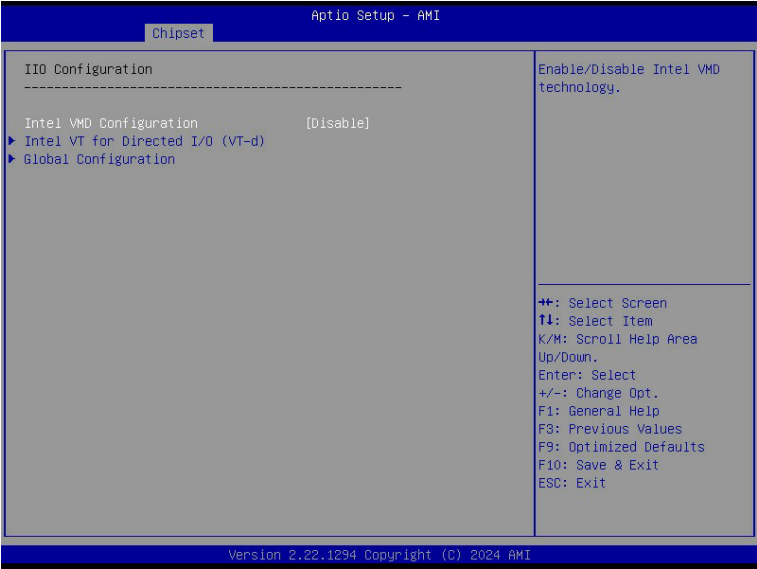 Aptio Setup – AMI
Chipset
IIO Configuration
--------------------------------------------------
Intel VMD Configuration [Disable]
Intel VT for Directed I/O (VT-d)
Global Configuration
Enable/Disable Intel VMD
technology.
→←: Select Screen
↑↓: Select Item
K/M: Scroll Help Area
Up/Down.
Enter: Select
+/-: Change Opt.
F1: General Help
F3: Previous Values
F9: Optimized Defaults
F10: Save & Exit
ESC: Exit
Version 2.22.1294 Copyright (C) 2024 AMI